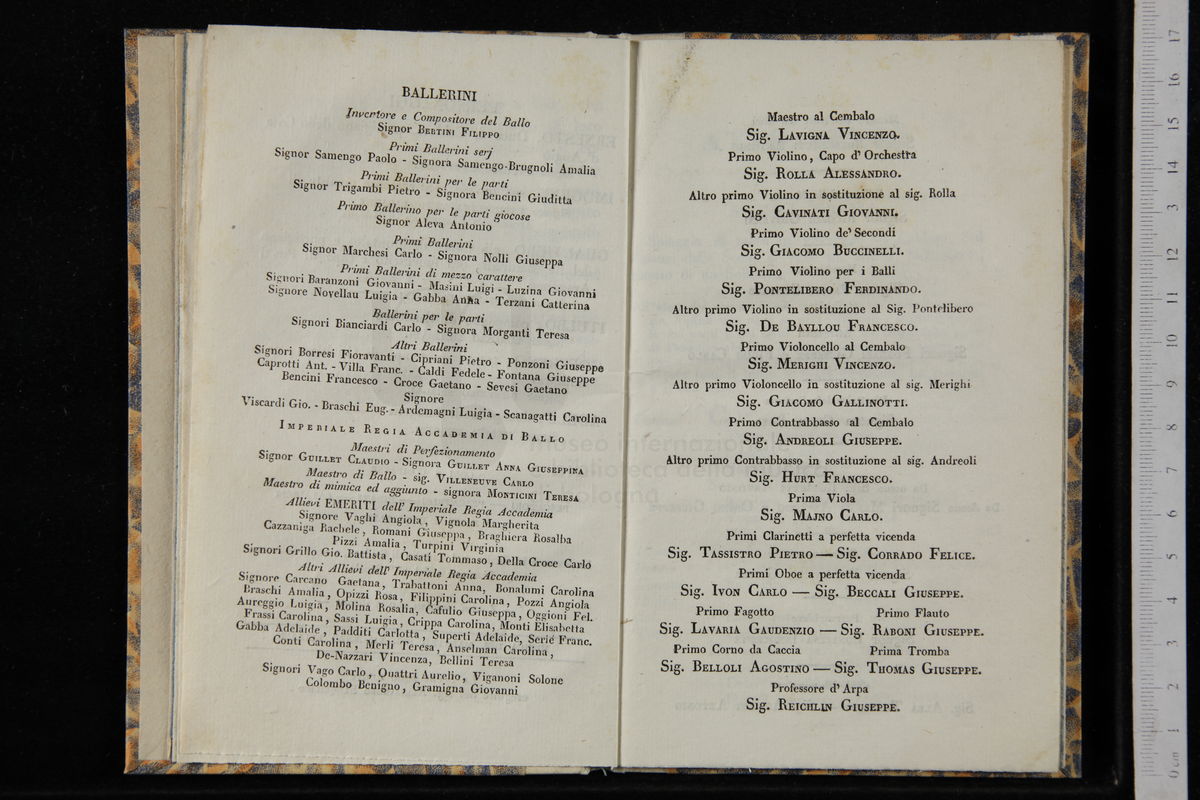 BALLERINI
Inventore e Compositore del Ballo
Signor BERTINI FILIPPO
Primi Ballerini serj
Signor Samengo Paolo - Signora Samengo-Brugnoli Amalia
Primi Ballerini per le parti
Signor Trigambi Pietro - Signora Bencini Giuditta
Primo Ballerino per le parti giocose
Signor Aleva Antonio
Primi Ballerini
Signor Marchesi Carlo - Signora Nolli Giuseppa
Primi Ballerini di mezzo carattere
Signori Baranzoni Giovanni - Masini Luigi - Luzina Giovanni
Signore Novellau Luigia - Gabba Anna - Terzani Catterina
Ballerini per le parti
Signori Bianciardi Carlo - Signora Morganti Teresa
Altri Ballerini
Signori Borresi Fioravanti - Cipriani Pietro - Ponzoni Giuseppe
Caprotti Ant. - Villa Franc. - Caldi Fedele - Fontana Giuseppe
Bencini Francesco - Croce Gaetano - Sevesi Gaetano
Signore
Viscardi Gio. - Braschi Eug. - Ardemagni Luigia - Scanagatti Carolina
IMPERIALE REGIA ACCADEMIA DI BALLO
Maestri di Perfezionamento
Signor GUILLET CLAUDIO - Signora GUILLET ANNA GIUSEPPINA
Maestro di Ballo - sig. VILLENEUVE CARLO
Maestro di mimica ed aggiunto - signora MONTICINI TERESA
Allievi EMERITI dell' Imperiale Regia Accademia
Signore Vaghi Angiola, Vignola Margherita
Cazzaniga Rachele, Romani Giuseppa, Braghiera Rosalba
Pizzi Amalia, Turpini Virginia
Signori Grillo Gio. Battista, Casati Tommaso, Della Croce Carlo
Altri Allievi dell' Imperiale Regia Accademia
Signore Carcano Gaetana, Trabattoni Anna, Bonalumi Carolina
Braschi Amalia, Opizzi Rosa, Filippini Carolina, Pozzi Angiola
Aureggio Luigia, Molina Rosalia, Cafulio Giuseppa, Oggioni Fel.
Frassi Carolina, Sassi Luigia, Crippa Carolina, Monti Elisabetta
Gabba Adelaide, Padditi Carlotta, Superti Adelaide, Serié Franc.
Conti Carolina, Merli Teresa, Anselman Carolina,
De-Nazzari Vincenza, Bellini Teresa
Signori Vago Carlo, Quattri Aurelio, Viganoni Solone
Colombo Benigno, Gramigna Giovanni
Maestro al Cembalo
Sig. LAVIGNA VINCENZO.
Primo Violino, Capo d' Orchestra
Sig. ROLLA ALESSANDRO.
Altro primo Violino in sostituzione al sig. Rolla
Sig. CAVINATI GIOVANNI.
Primo Violino de' Secondi
Sig. GIACOMO BUCCINELLI.
Primo Violino per i Balli
Sig. PONTELIBERO FERDINANDO.
Altro primo Violino in sostituzione al Sig. Pontelibero
Sig. DE BAYLLOU FRANCESCO.
Primo Violoncello al Cembalo
Sig. MERIGHI VINCENZO.
Altro primo Violoncello in sostituzione al sig. Merighi
Sig. GIACOMO GALLINOTTI.
Primo Contrabbasso al Cembalo
Sig. ANDREOLI GIUSEPPE.
Altro primo Contrabbasso in sostituzione al sig. Andreoli
Sig. HURT FRANCESCO.
Prima Viola
Sig. MAJNO CARLO.
Primi Clarinetti a perfetta vicenda
Sig. TASSISTRO PIETRO — Sig. CORRADO FELICE.
Primi Oboe a perfetta vicenda
Sig. IVON CARLO — Sig. BECCALI GIUSEPPE.
Primo Fagotto Primo Flauto
Sig. LAVARIA GAUDENZIO — Sig. RABONI GIUSEPPE.
Primo Corno da Caccia Prima Tromba
Sig. BELLOLI AGOSTINO — Sig. THOMAS GIUSEPPE.
Professore d' Arpa
Sig. REICHLIN GIUSEPPE.